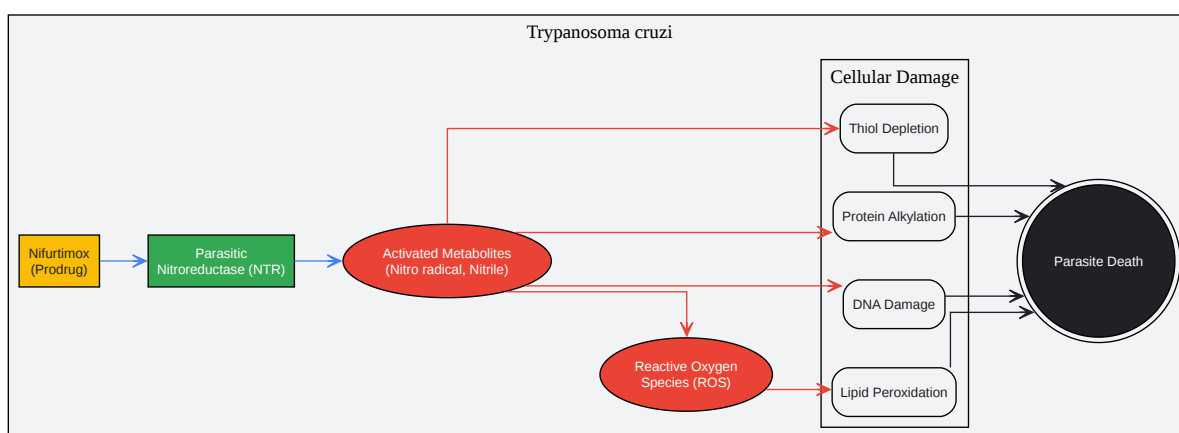 Trypanosoma cruzi
Cellular Damage
Thiol Depletion
Protein Alkylation
Nifurtimox
(Prodrug)
Parasitic
Nitroreductase (NTR)
Activated Metabolites
(Nitro radical, Nitrile)
Parasite Death
DNA Damage
Reactive Oxygen
Species (ROS)
Lipid Peroxidation